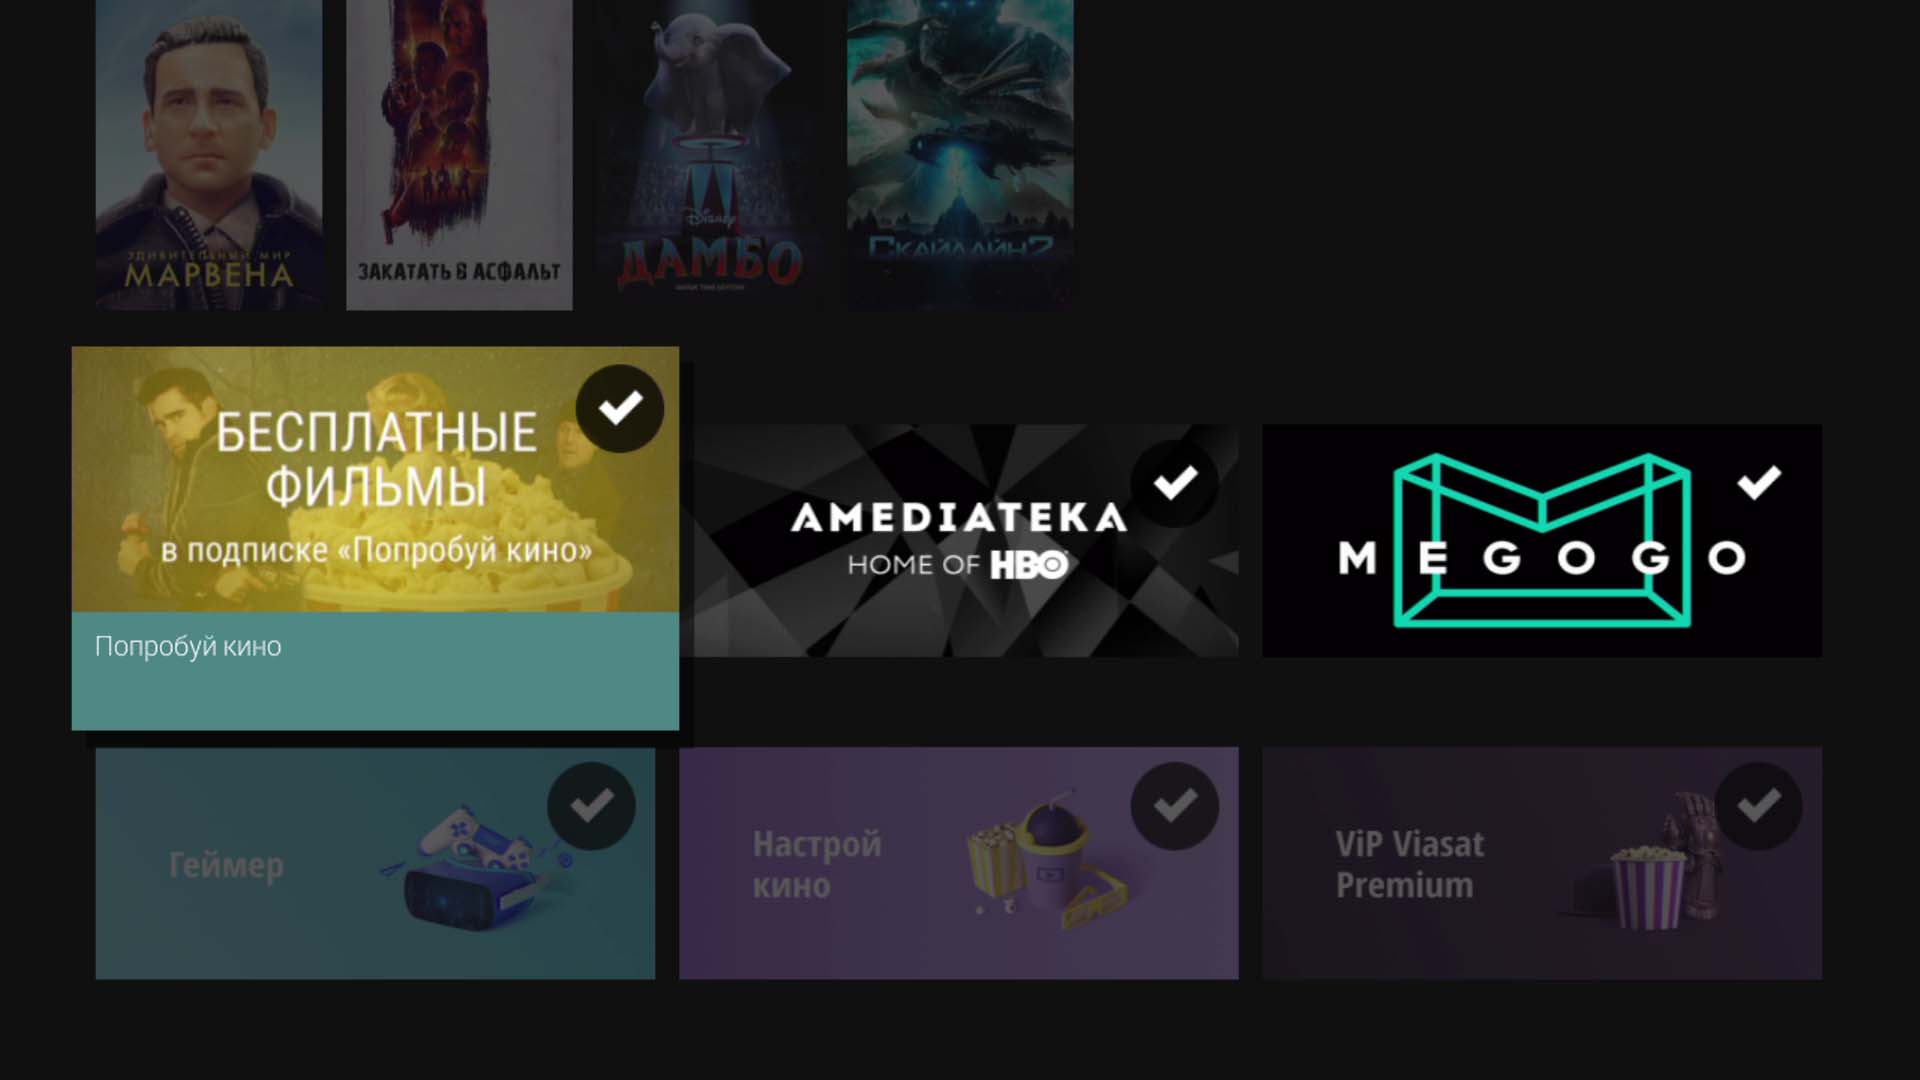 УДИВИТЕЛЬНЫЙ МИР
МАРВЕНА
ЗАКАТАТЬ В АСФАЛЬТ
Disney
ДАМБО
СКАЙЛАЙН 2
БЕСПЛАТНЫЕ
ФИЛЬМЫ
в подписке «Попробуй кино»
Попробуй кино
AMEDIATEKA
HOME OF HBO
MEGOGO
Геймер
Настрой
кино
ViP Viasat
Premium